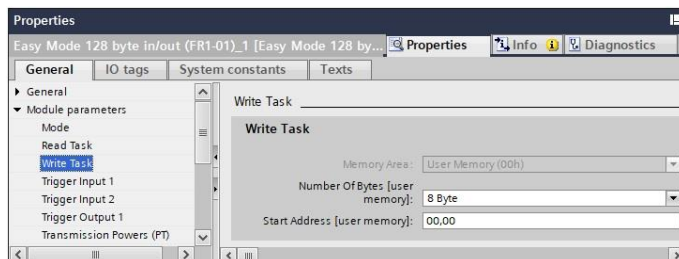 Properties
Easy Mode 128 byte in/out (FR1-01)_1 [Easy Mode 128 by...
Properties
Info
Diagnostics
General
IO tags
System constants
Texts
General
Module parameters
Mode
Read Task
Write Task
Trigger Input 1
Trigger Input 2
Trigger Output 1
Transmission Powers (PT)
Write Task
Write Task
Memory Area: User Memory (00h)
Number Of Bytes [user
memory]: 8 Byte
Start Address [user memory]: 00,00